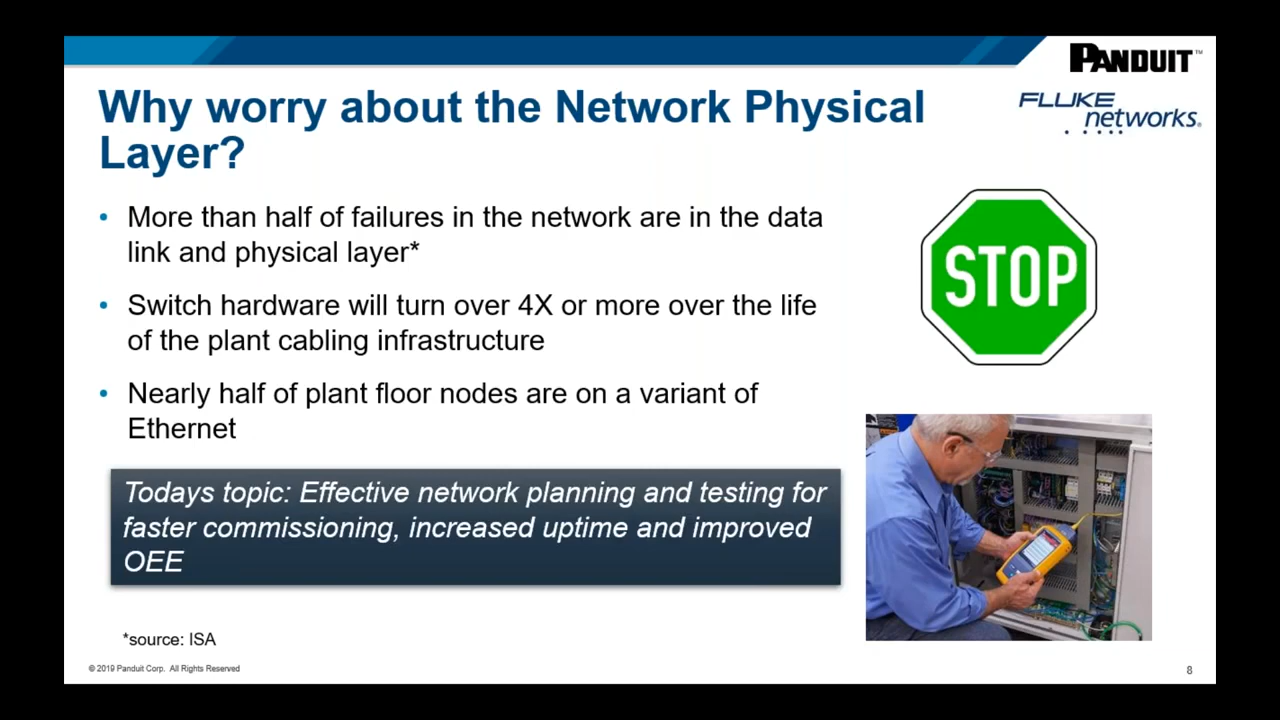 PANDUIT™
FLUKE
networks®
Why worry about the Network Physical
Layer?
• More than half of failures in the network are in the data
link and physical layer*
• Switch hardware will turn over 4X or more over the life
of the plant cabling infrastructure
• Nearly half of plant floor nodes are on a variant of
Ethernet
STOP
Todays topic: Effective network planning and testing for
faster commissioning, increased uptime and improved
OEE
*source: ISA
© 2019 Panduit Corp. All Rights Reserved
8